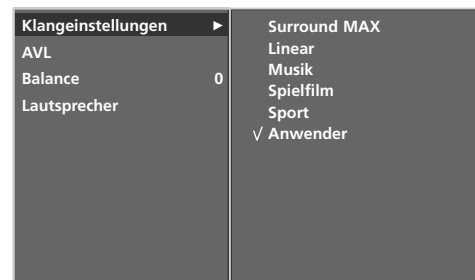 Klangeinstellungen ►
AVL
Balance 0
Lautsprecher
Surround MAX
Linear
Musik
Spielfilm
Sport
√ Anwender